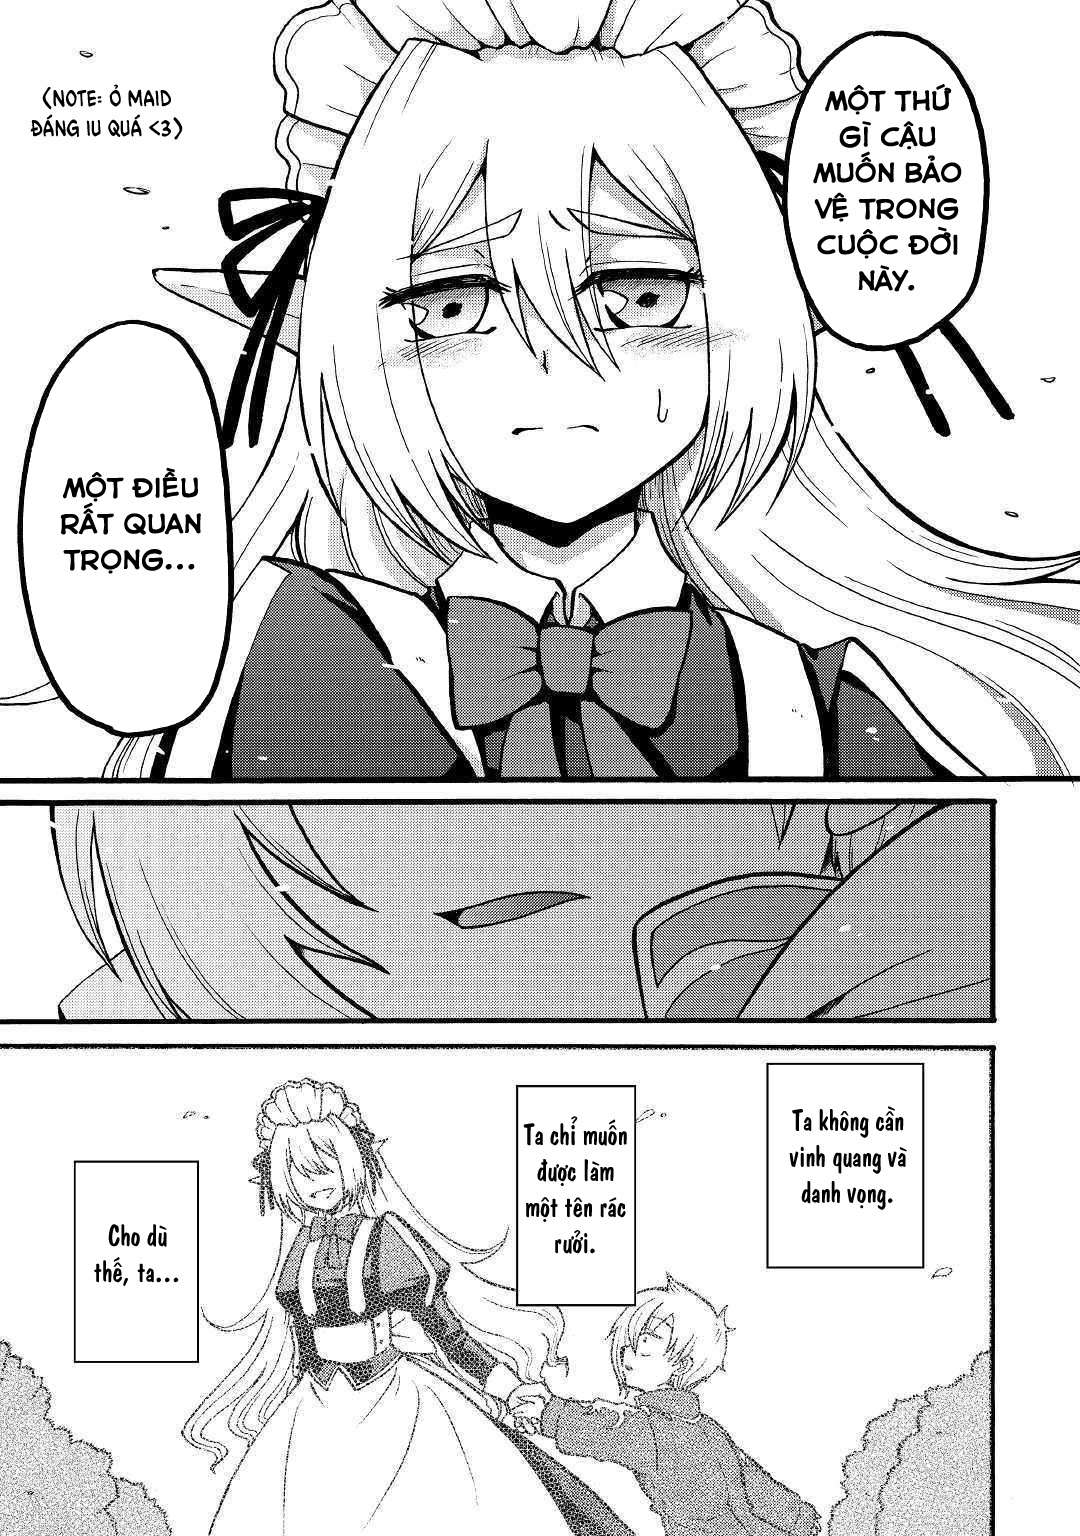 MỘT THỨ
GÌ CẬU
MUỐN BẢO
VỆ TRONG
CUỘC ĐỜI
NÀY.
(NOTE: Ở MAID
ĐÁNG IU QUÁ <3)
MỘT ĐIỀU
RẤT QUAN
TRỌNG...
Ta không cần
vinh quang và
danh vọng.
Ta chỉ muốn
được làm
một tên rác
rưởi.
Cho dù
thế, ta...